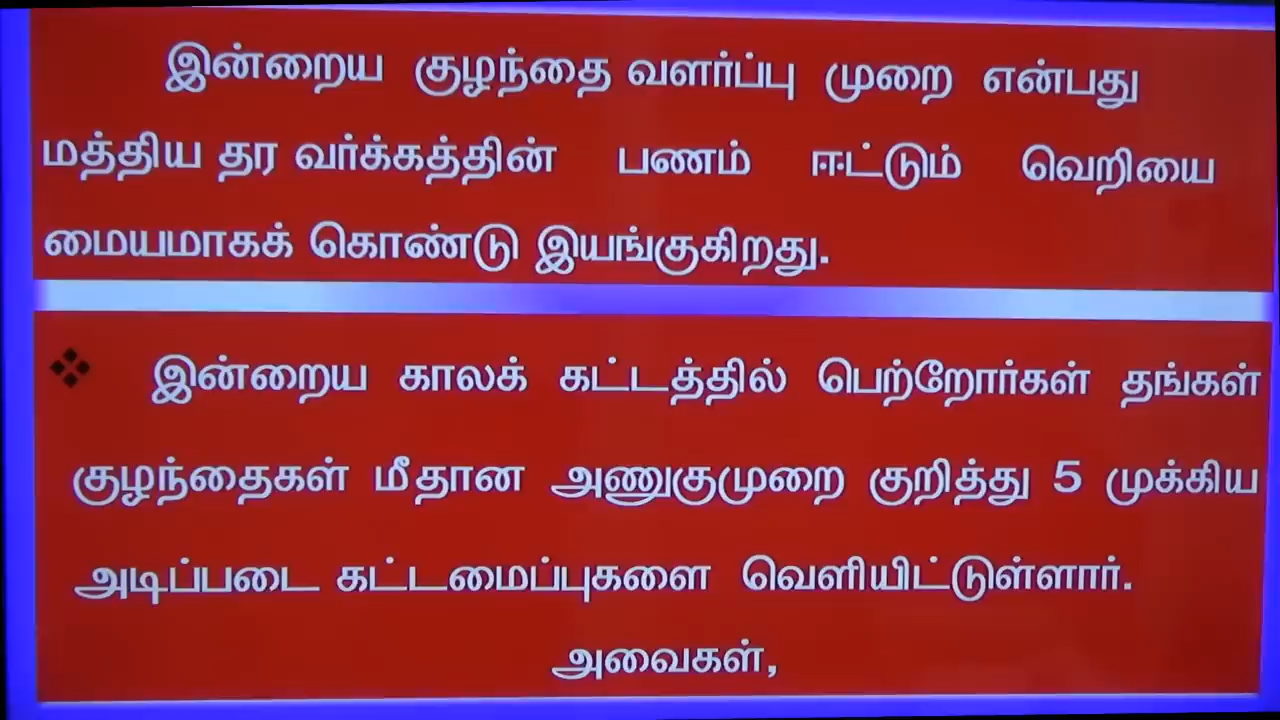 இன்றைய குழந்தை வளர்ப்பு முறை என்பது
மத்திய தர வர்க்கத்தின் பணம் ஈட்டும் வெறியை
மையமாகக் கொண்டு இயங்குகிறது.
❖ இன்றைய காலக் கட்டத்தில் பெற்றோர்கள் தங்கள்
குழந்தைகள் மீதான அணுகுமுறை குறித்து 5 முக்கிய
அடிப்படை கட்டமைப்புகளை வெளியிட்டுள்ளார்.
அவைகள்,